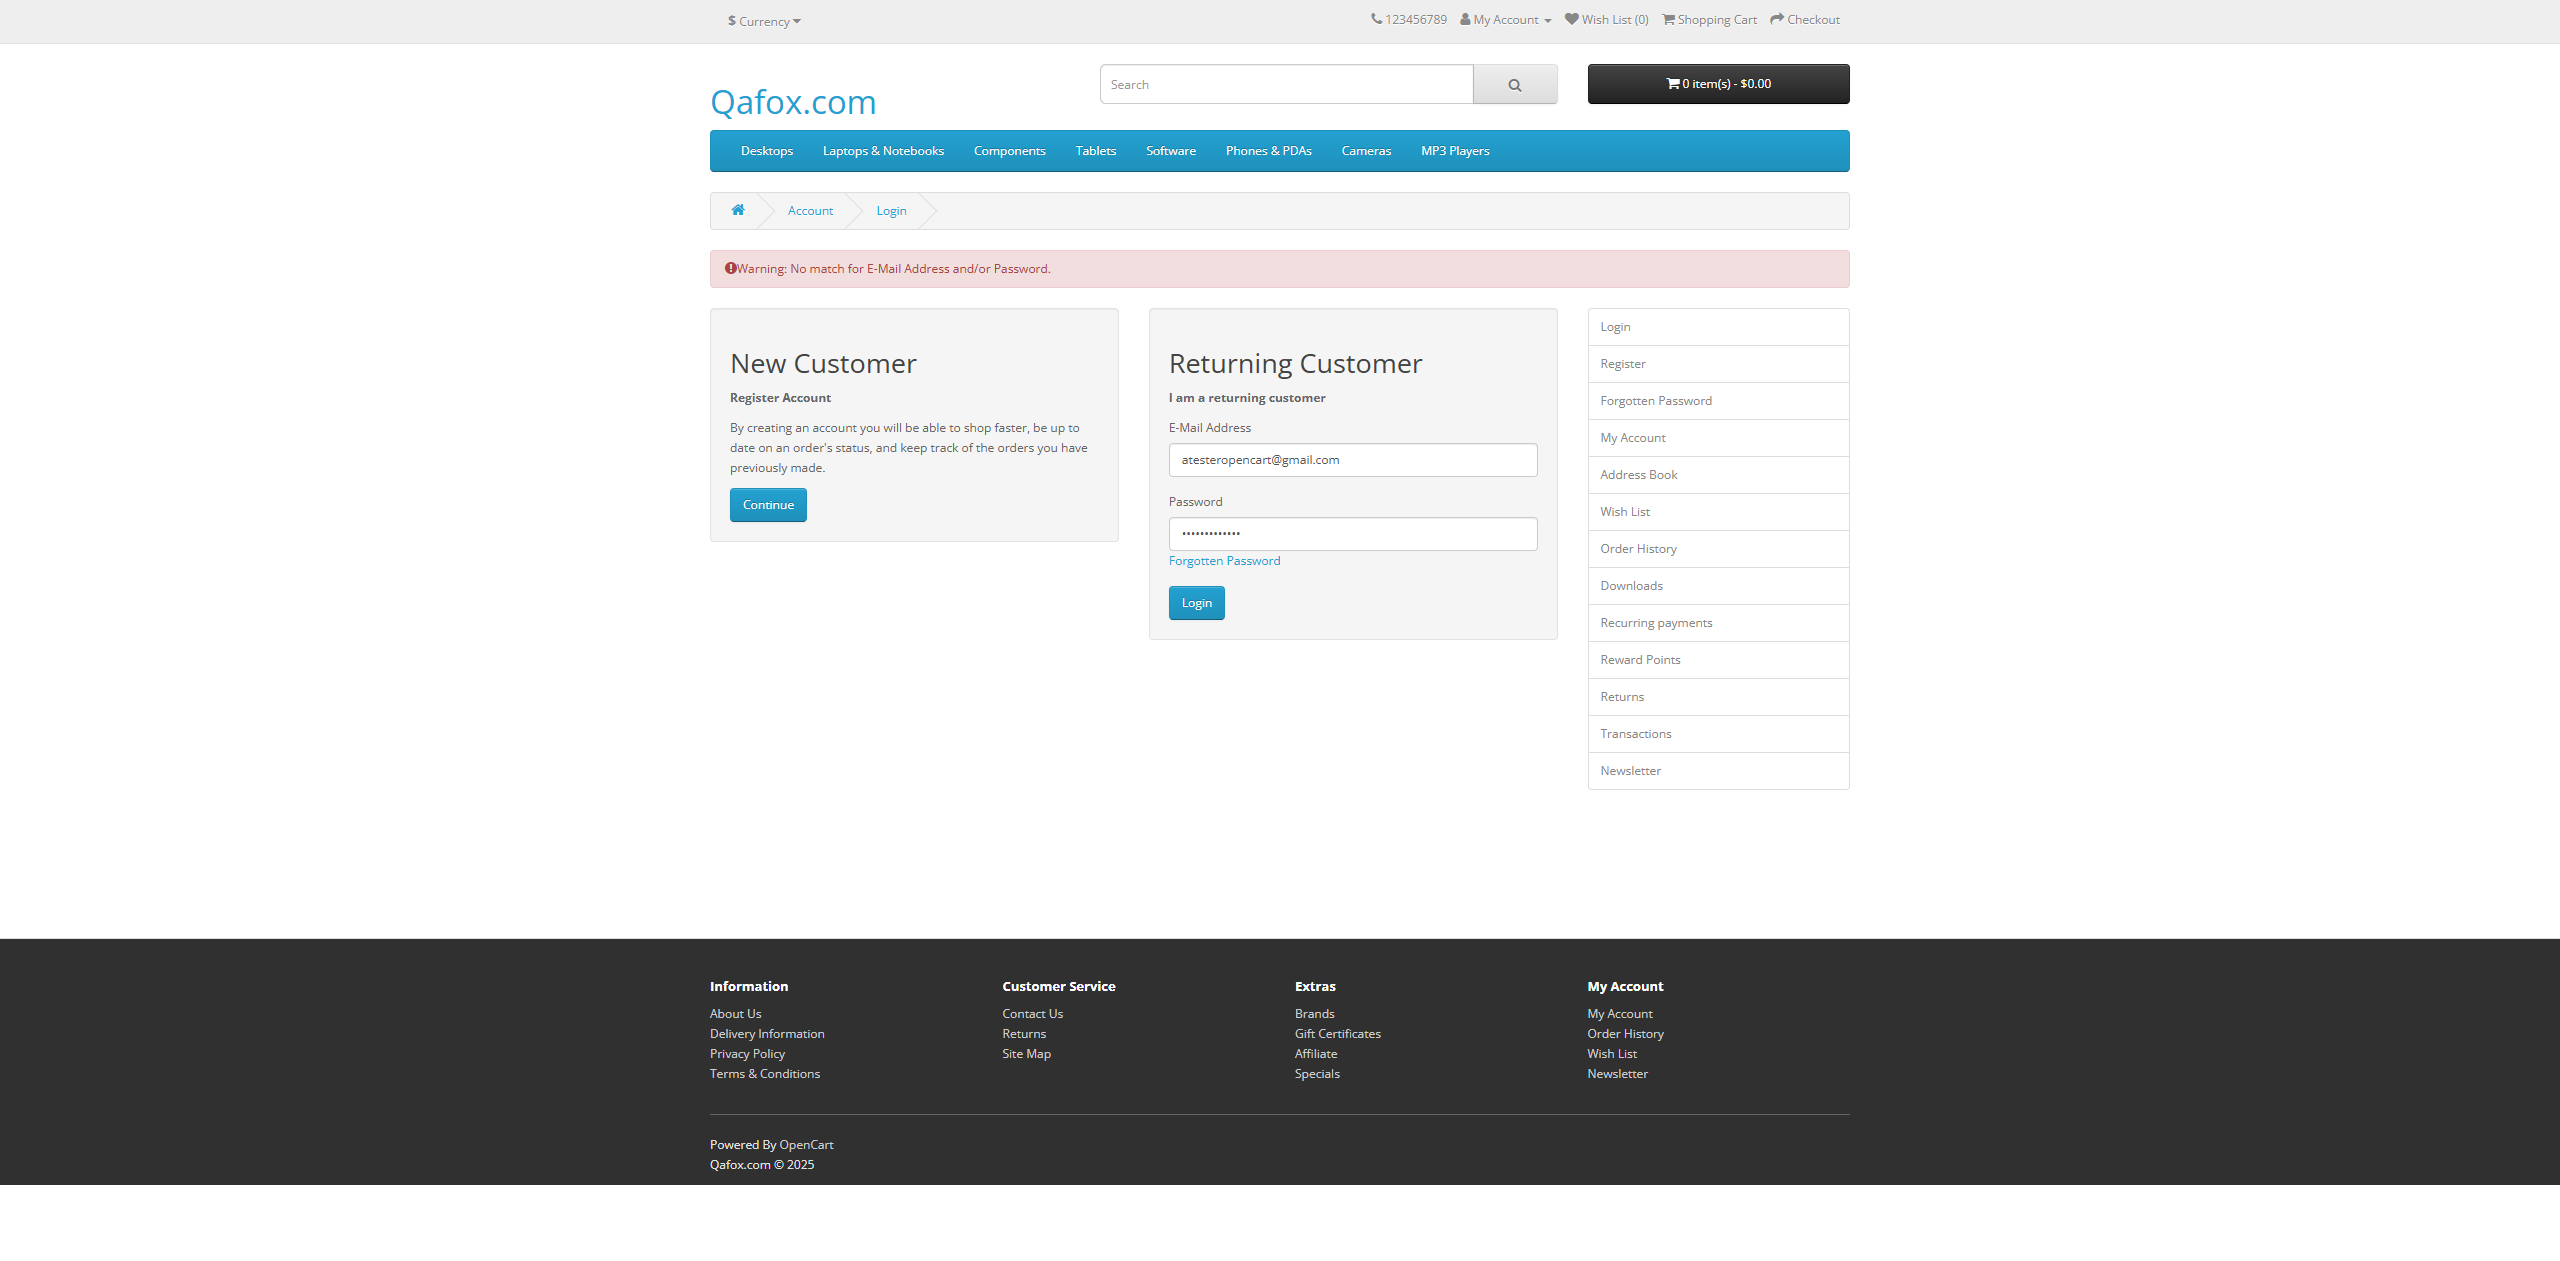 $ Currency
123456789 My Account Wish List (0) Shopping Cart Checkout
Qafox.com
Search
0 item(s) - $0.00
Desktops Laptops & Notebooks Components Tablets Software Phones & PDAs Cameras MP3 Players
Account Login
Warning: No match for E-Mail Address and/or Password.
New Customer
Register Account
By creating an account you will be able to shop faster, be up to
date on an order's status, and keep track of the orders you have
previously made.
Continue
Returning Customer
I am a returning customer
E-Mail Address
atesteropencart@gmail.com
Password
•••••••••••••
Forgotten Password
Login
Login
Register
Forgotten Password
My Account
Address Book
Wish List
Order History
Downloads
Recurring payments
Reward Points
Returns
Transactions
Newsletter
Information
About Us
Delivery Information
Privacy Policy
Terms & Conditions
Customer Service
Contact Us
Returns
Site Map
Extras
Brands
Gift Certificates
Affiliate
Specials
My Account
My Account
Order History
Wish List
Newsletter
Powered By OpenCart
Qafox.com © 2025